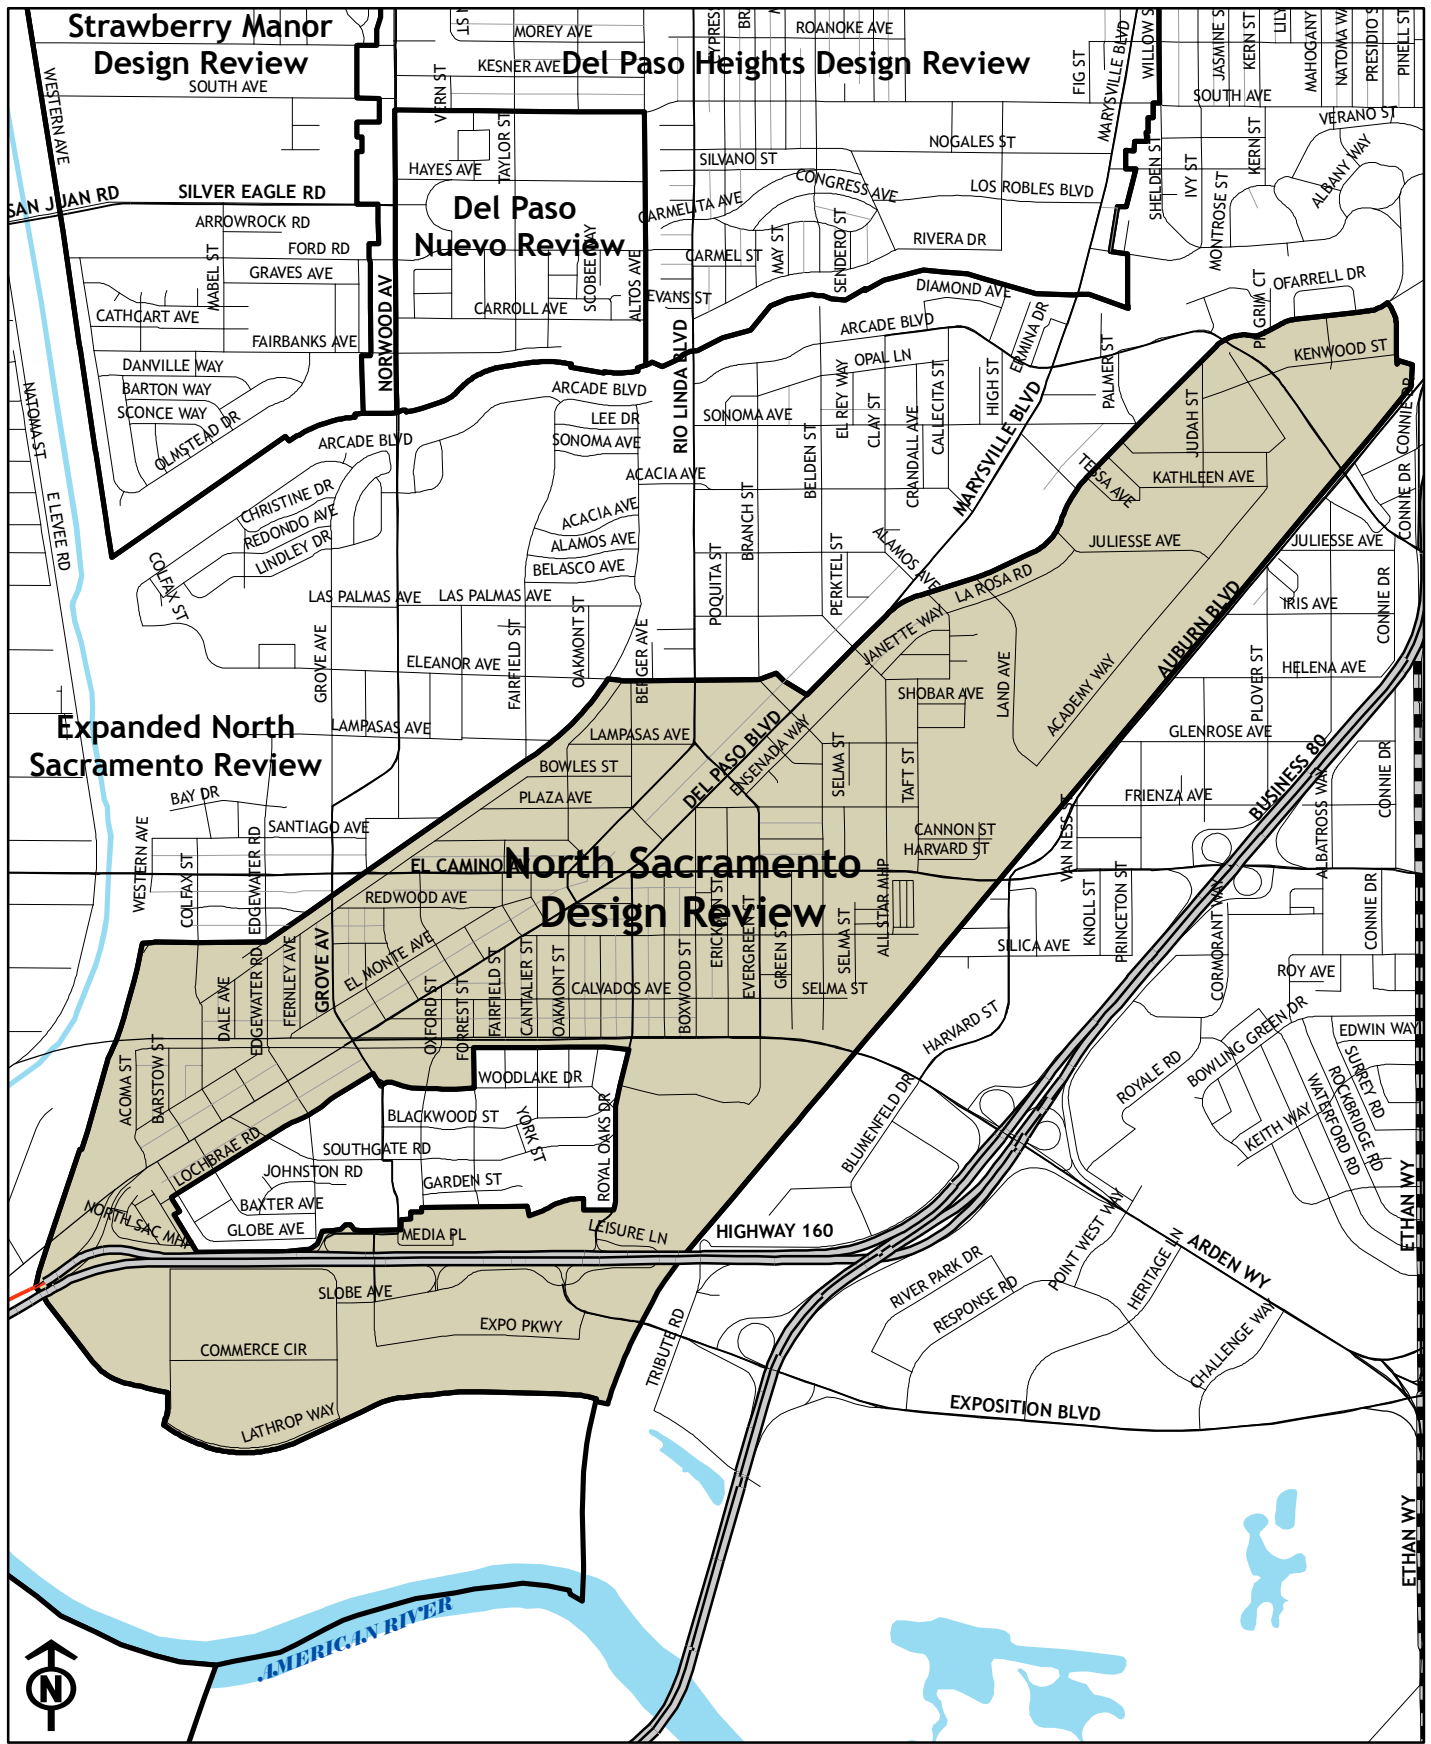 Strawberry Manor
Design Review
Del Paso Heights Design Review
Del Paso
Nuevo Review
Expanded North
Sacramento Review
North Sacramento
Design Review
MOREY AVE
ROANOKE AVE
KESNER AVE
SOUTH AVE
WESTERN AVE
VERN ST
TAYLOR ST
HAYES AVE
SAN JUAN RD
SILVER EAGLE RD
ARROWROCK RD
FORD RD
MABEL ST
GRAVES AVE
CATHCART AVE
FAIRBANKS AVE
DANVILLE WAY
BARTON WAY
SCONCE WAY
OLMSTEAD DR
NORWOOD AV
CARROLL AVE
SCOBEE WAY
ALTOS AVE
EVANS ST
SILVANO ST
CARMELITA AVE
CONGRESS AVE
CARMEL ST
MAY ST
SENDERO ST
NOGALES ST
LOS ROBLES BLVD
RIVERA DR
DIAMOND AVE
FIG ST
MARYSVILLE BLVD
MARYSVILLE BLVD
WILLOW S
JASMINE S
KERN ST
LILY
MAHOGANY
NATOMA WA
PRESIDIO S
PINELL ST
SOUTH AVE
VERANO ST
KERN ST
SHELDEN ST
IVY ST
MONTROSE ST
ALBANY WAY
PILGRIM CT
OFARRELL DR
KENWOOD ST
NATOMA ST
E LEVEE RD
ARCADE BLVD
ARCADE BLVD
ARCADE BLVD
CHRISTINE DR
REDONDO AVE
LINDLEY DR
COLFAX ST
LEE DR
SONOMA AVE
SONOMA AVE
RIO LINDA BLVD
ACACIA AVE
ACACIA AVE
ALAMOS AVE
BELASCO AVE
LAS PALMAS AVE
LAS PALMAS AVE
OPAL LN
EL REY WAY
CLAY ST
CRANDALL AVE
CALLECITA ST
HIGH ST
ERMINA DR
PALMER ST
BELDEN ST
BRANCH ST
POQUITA ST
PERKTEL ST
ALAMOS AVE
MARYSVILLE BLVD
JUDAH ST
TESSA AVE
KATHLEEN AVE
JULIESSE AVE
JULIESSE AVE
CONNIE DR
CONNIE DR
LA ROSA RD
JANETTE WAY
IRIS AVE
CONNIE DR
AUBURN BLVD
GROVE AVE
ELEANOR AVE
FAIRFIELD ST
OAKMONT ST
BERGER AVE
LAMPASAS AVE
LAMPASAS AVE
DEL PASO BLVD
ENSENADA WAY
SHOBAR AVE
LAND AVE
ACADEMY WAY
PLOVER ST
HELENA AVE
GLENROSE AVE
BOWLES ST
PLAZA AVE
SELMA ST
TAFT ST
BAY DR
SANTIAGO AVE
WESTERN AVE
COLFAX ST
EDGEWATER RD
EL CAMINO AV
REDWOOD AVE
CANNON ST
HARVARD ST
VAN NESS ST
FRIENZA AVE
BUSINESS 80
ALBATROSS WAY
CONNIE DR
EL MONTE AVE
GROVE AV
DALE AVE
EDGEWATER RD
FERNLEY AVE
OXFORD ST
FORREST ST
FAIRFIELD ST
CANTALIER ST
OAKMONT ST
CALVADOS AVE
BOXWOOD ST
EVERGREEN ST
GREEN ST
SELMA ST
SELMA ST
ALL STAR MHP
SILICA AVE
KNOLL ST
PRINCETON ST
CORMORANT WAY
CONNIE DR
ROY AVE
HARVARD ST
BOWLING GREEN DR
EDWIN WAY
ACOMA ST
BARSTOW ST
WOODLAKE DR
BLACKWOOD ST
YORK ST
ROYAL OAKS DR
SOUTHGATE RD
GARDEN ST
LOCHBRAE RD
JOHNSTON RD
BAXTER AVE
GLOBE AVE
NORTH SAC MHP
MEDIA PL
LEISURE LN
BLUMENFELD DR
ROYALE RD
KEITH WAY
SURREY RD
ROCKBRIDGE RD
WATERFORD RD
HIGHWAY 160
ETHAN WY
SLOBE AVE
EXPO PKWY
COMMERCE CIR
LATHROP WAY
TRIBUTE RD
RIVER PARK DR
RESPONSE RD
POINT WEST WAY
HERITAGE LN
ARDEN WY
CHALLENGE WAY
EXPOSITION BLVD
ETHAN WY
AMERICAN RIVER
N